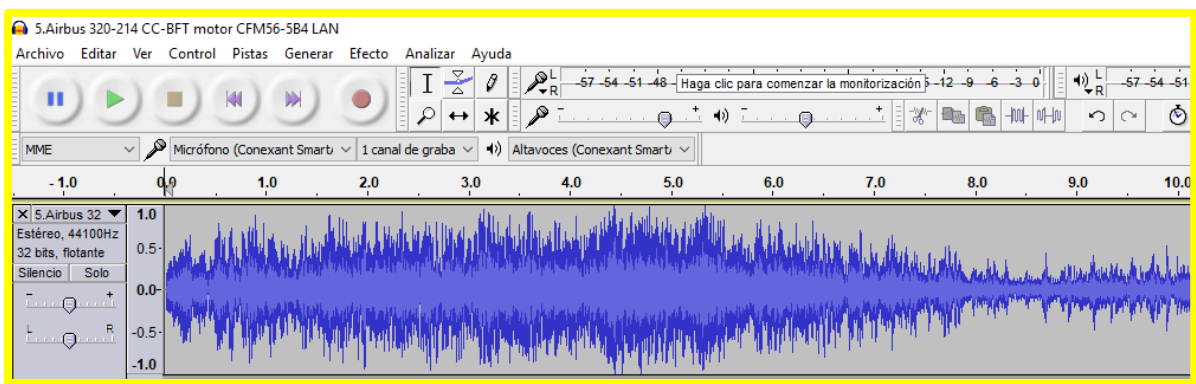 5.Airbus 320-214 CC-BFT motor CFM56-5B4 LAN
Archivo Editar Ver Control Pistas Generar Efecto Analizar Ayuda
L R -57 -54 -51 -48 Haga clic para comenzar la monitorización -12 -9 -6 -3 0 L R -57 -54 -51
- + - +
MME Micrófono (Conexant Smart 1 canal de graba Altavoces (Conexant Smart
-1.0 0.0 1.0 2.0 3.0 4.0 5.0 6.0 7.0 8.0 9.0 10.0
X 5.Airbus 32 1.0
Estéreo, 44100Hz
32 bits, flotante 0.5
Silencio Solo
- + 0.0
L R -0.5
-1.0